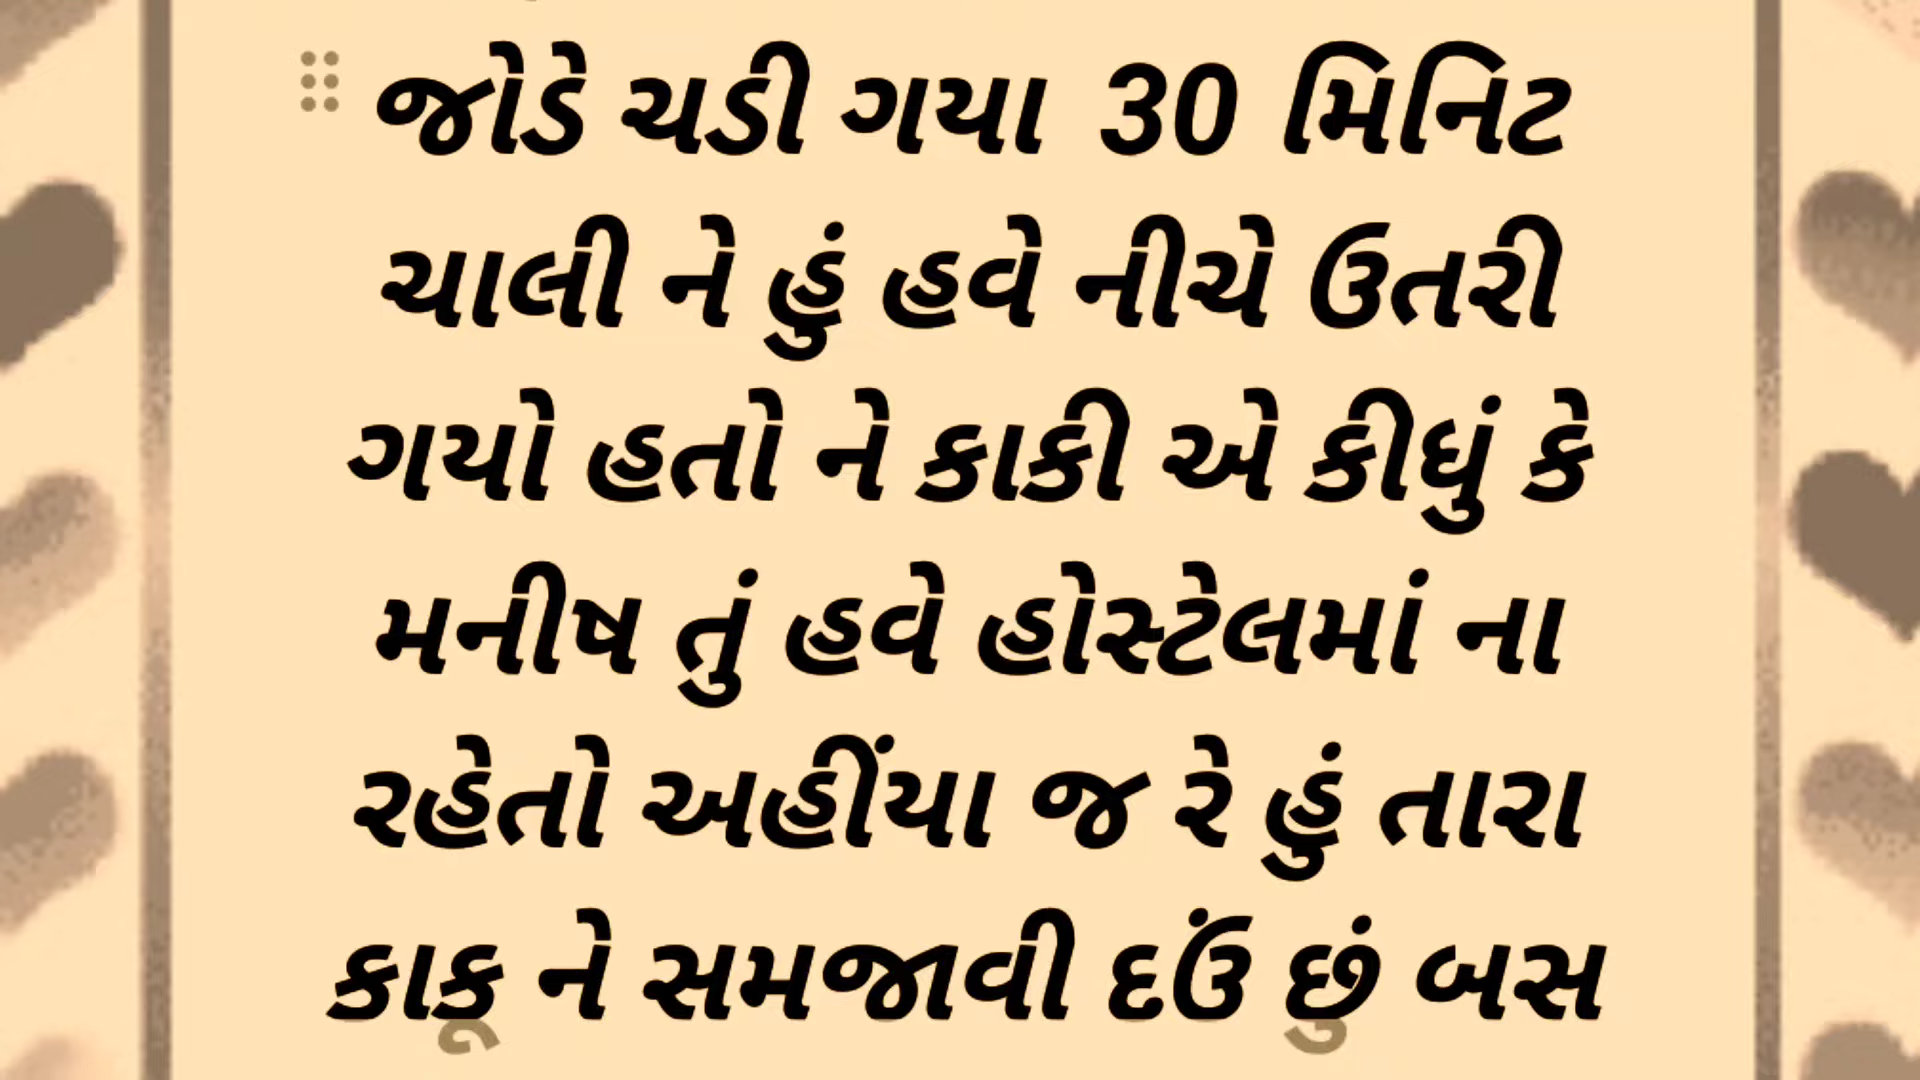 જોડે ચડી ગયા 30 મિનિટ
ચાલી ને હું હવે નીચે ઉતરી
ગયો હતો ને કાકી એ કીધું કે
મનીષ તું હવે હોસ્ટેલમાં ના
રહેતો અહીંયા જ રે હું તારા
કાકૂ ને સમજાવી દઉં છું બસ